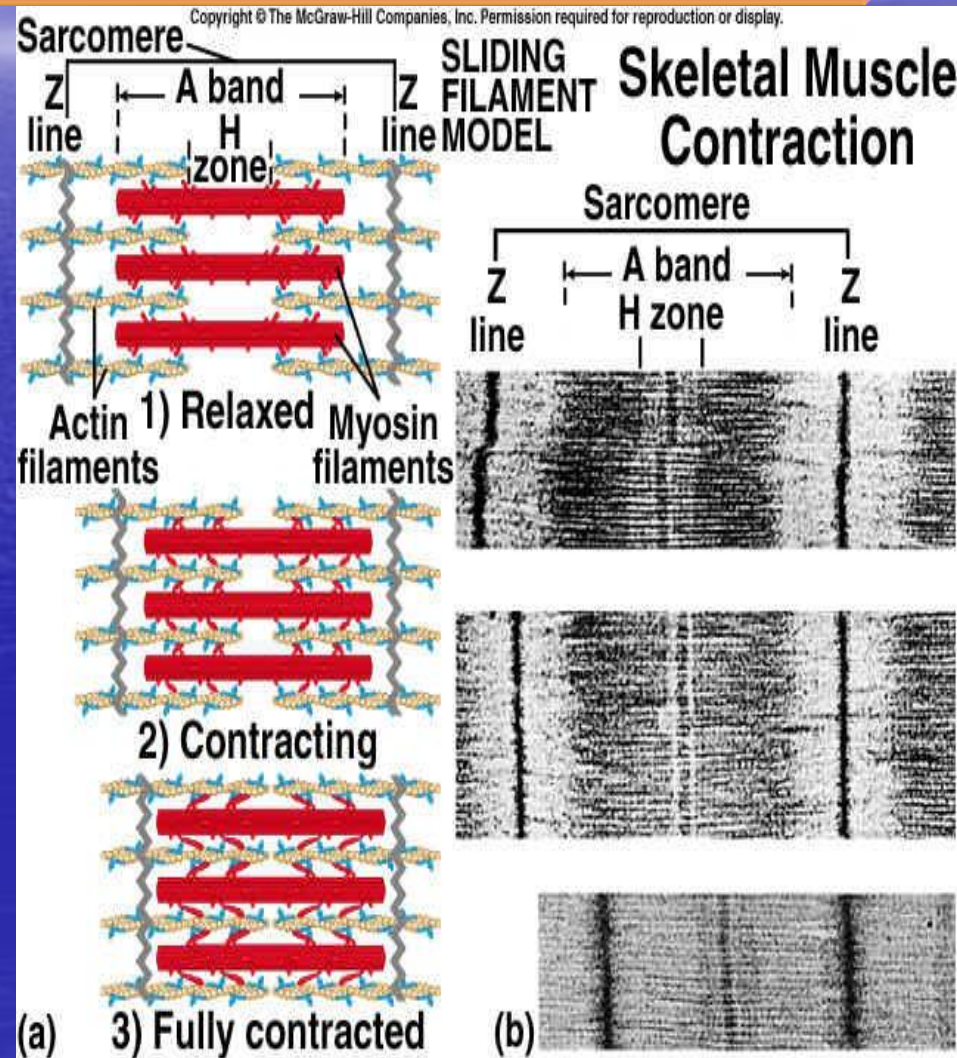 Copyright © The McGraw-Hill Companies, Inc. Permission required for reproduction or display.
Sarcomere
Z line
A band
H zone
Z line
SLIDING
FILAMENT
MODEL
Skeletal Muscle
Contraction
Actin
filaments
1) Relaxed
Myosin
filaments
2) Contracting
3) Fully contracted
(a)
Sarcomere
Z
line
A band
H zone
Z
line
(b)